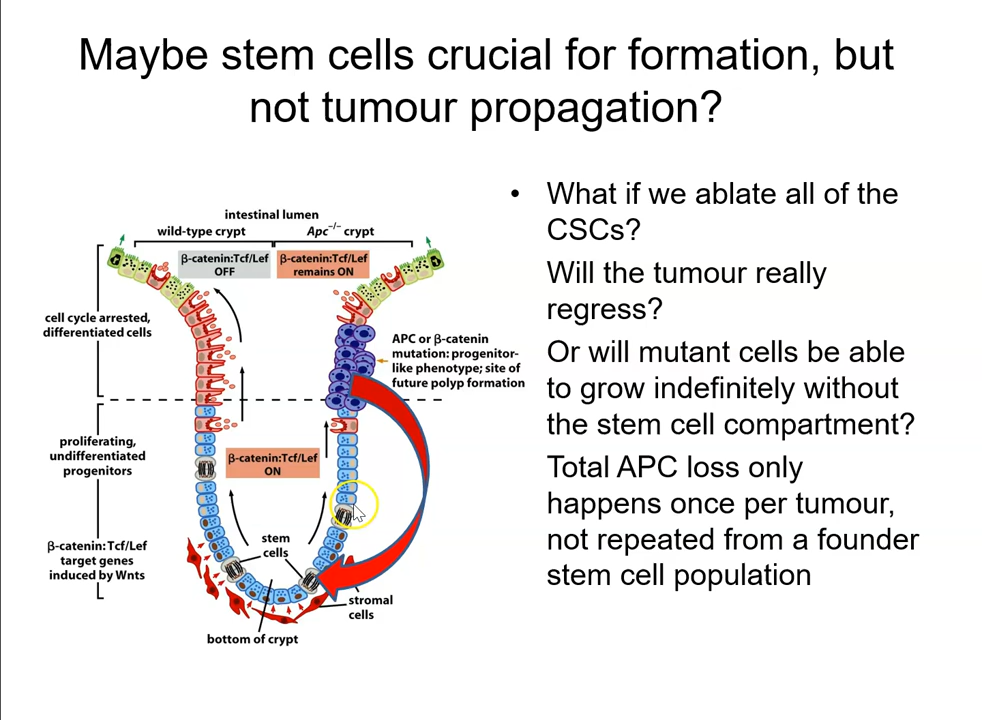 Maybe stem cells crucial for formation, but
not tumour propagation?
intestinal lumen
wild-type crypt
Apc–/– crypt
β-catenin:Tcf/Lef
OFF
β-catenin:Tcf/Lef
remains ON
cell cycle arrested,
differentiated cells
APC or β-catenin
mutation: progenitor-
like phenotype; site of
future polyp formation
proliferating,
undifferentiated
progenitors
β-catenin:Tcf/Lef
ON
stem
cells
β-catenin:Tcf/Lef
target genes
induced by Wnts
stromal
cells
bottom of crypt
• What if we ablate all of the
CSCs?
Will the tumour really
regress?
Or will mutant cells be able
to grow indefinitely without
the stem cell compartment?
Total APC loss only
happens once per tumour,
not repeated from a founder
stem cell population